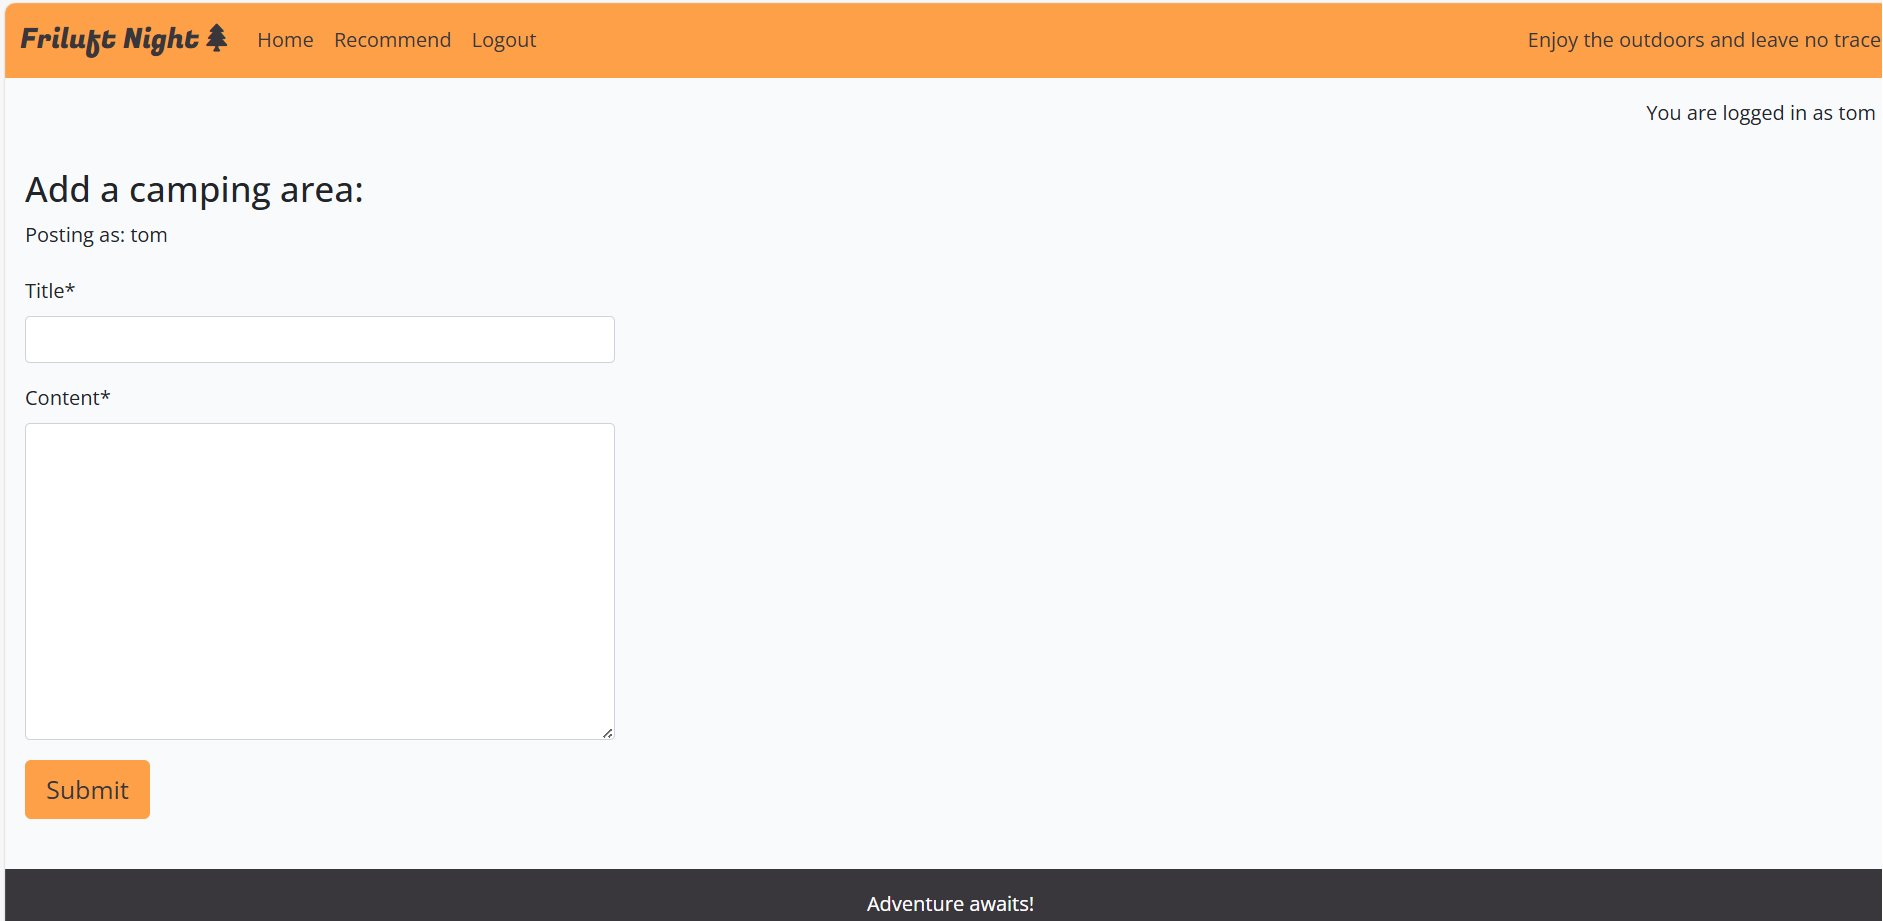 Friluft Night Home Recommend Logout Enjoy the outdoors and leave no trace
You are logged in as tom
Add a camping area:
Posting as: tom
Title*
Content*
Submit
Adventure awaits!